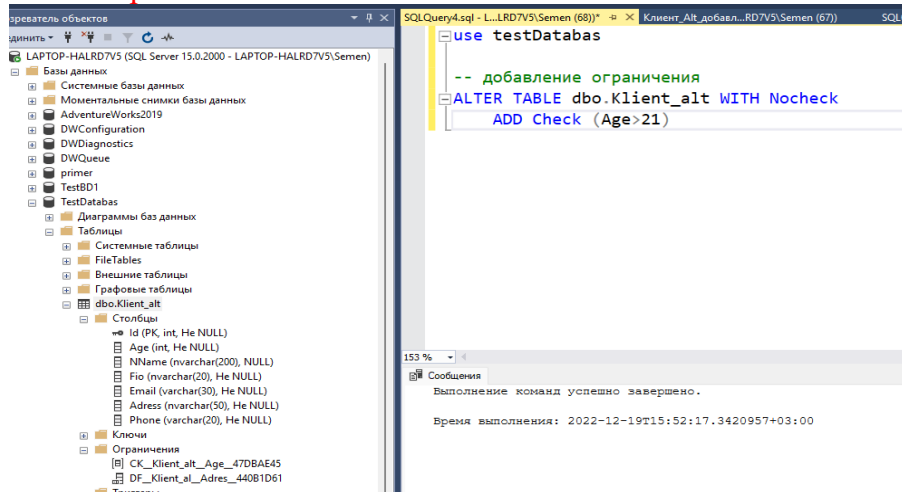 зреватель объектов
единить
LAPTOP-HALRD7V5 (SQL Server 15.0.2000 - LAPTOP-HALRD7V5\Semen)
Базы данных
Системные базы данных
Моментальные снимки базы данных
AdventureWorks2019
DWConfiguration
DWDiagnostics
DWQueue
primer
TestBD1
TestDatabas
Диаграммы баз данных
Таблицы
Системные таблицы
FileTables
Внешние таблицы
Графовые таблицы
dbo.Klient_alt
Столбцы
Id (PK, int, Не NULL)
Age (int, Не NULL)
NName (nvarchar(200), NULL)
Fio (nvarchar(20), Не NULL)
Email (varchar(30), Не NULL)
Adress (nvarchar(50), Не NULL)
Phone (varchar(20), Не NULL)
Ключи
Ограничения
CK__Klient_alt__Age__47DBAE45
DF__Klient_al__Adres__440B1D61
SQLQuery4.sql - L...LRD7V5\Semen (68))*
Клиент_Alt_добавл...RD7V5\Semen (67))
SQL
use testDatabas
-- добавление ограничения
ALTER TABLE dbo.Klient_alt WITH Nocheck
ADD Check (Age>21)
153 %
Сообщения
Выполнение команд успешно завершено.
Время выполнения: 2022-12-19T15:52:17.3420957+03:00